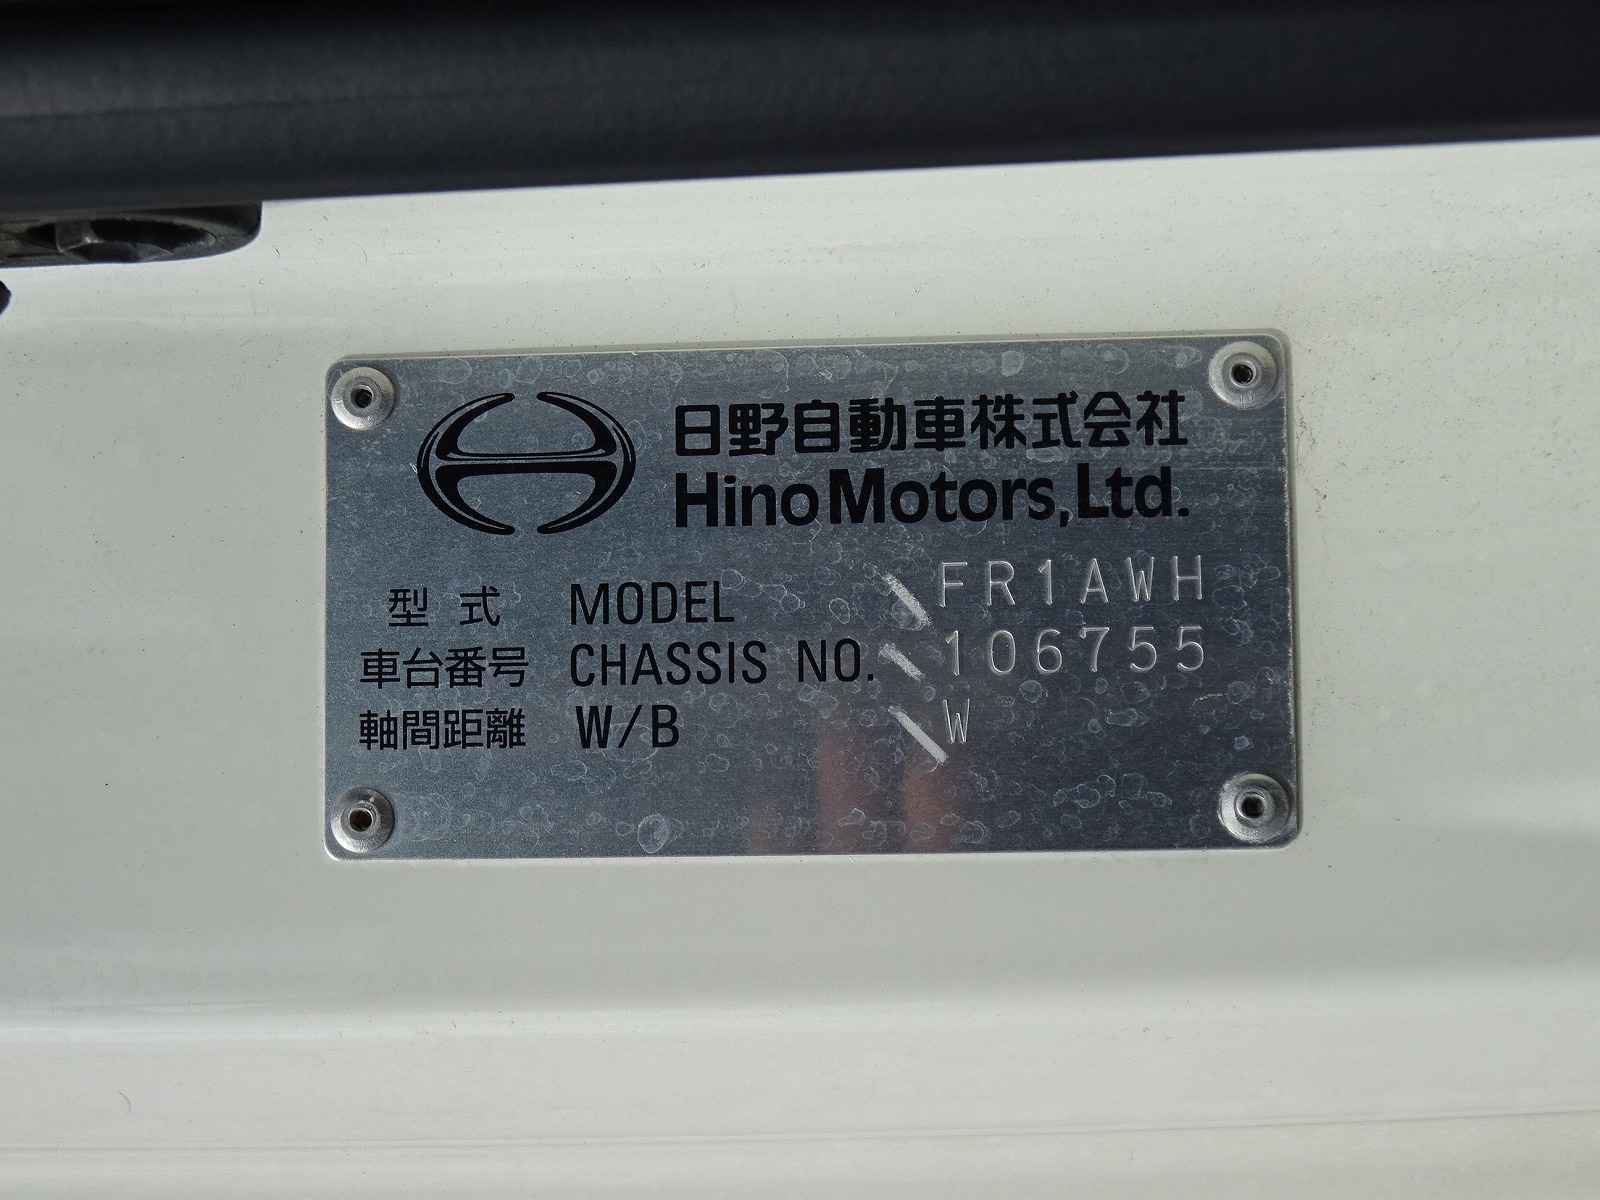 日野自動車株式会社
Hino Motors, Ltd.
型式 MODEL FR1AWH
車台番号 CHASSIS NO. 106755
軸間距離 W/B W